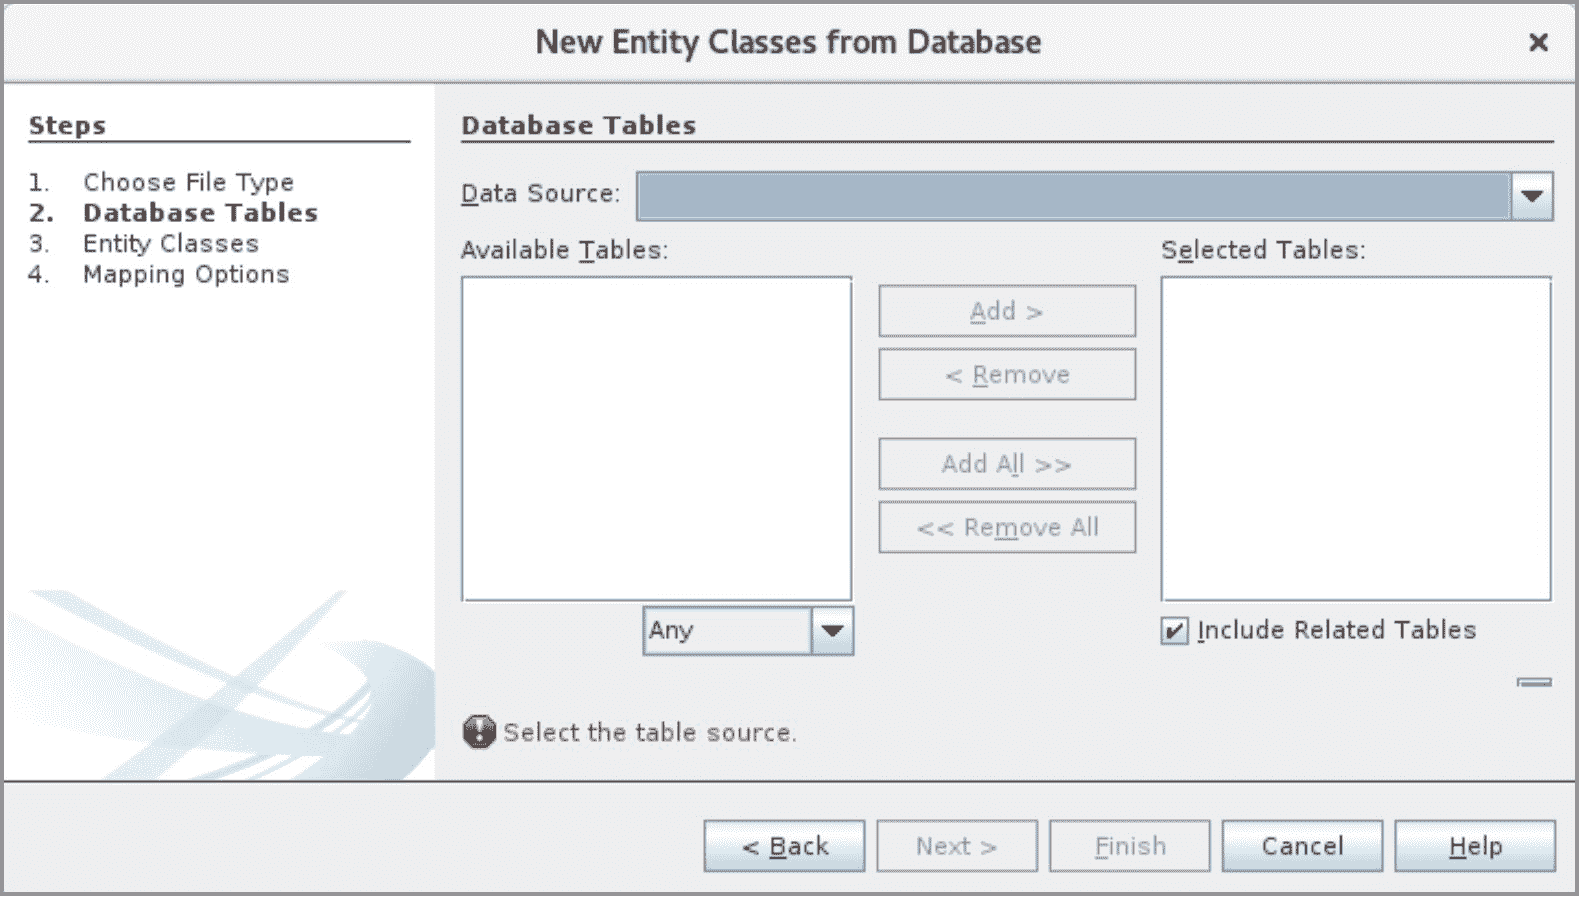 New Entity Classes from Database
Steps
1. Choose File Type
2. Database Tables
3. Entity Classes
4. Mapping Options
Database Tables
Data Source:
Available Tables:
Selected Tables:
Add >
< Remove
Add All >>
<< Remove All
Any
Include Related Tables
Select the table source.
< Back
Next >
Finish
Cancel
Help